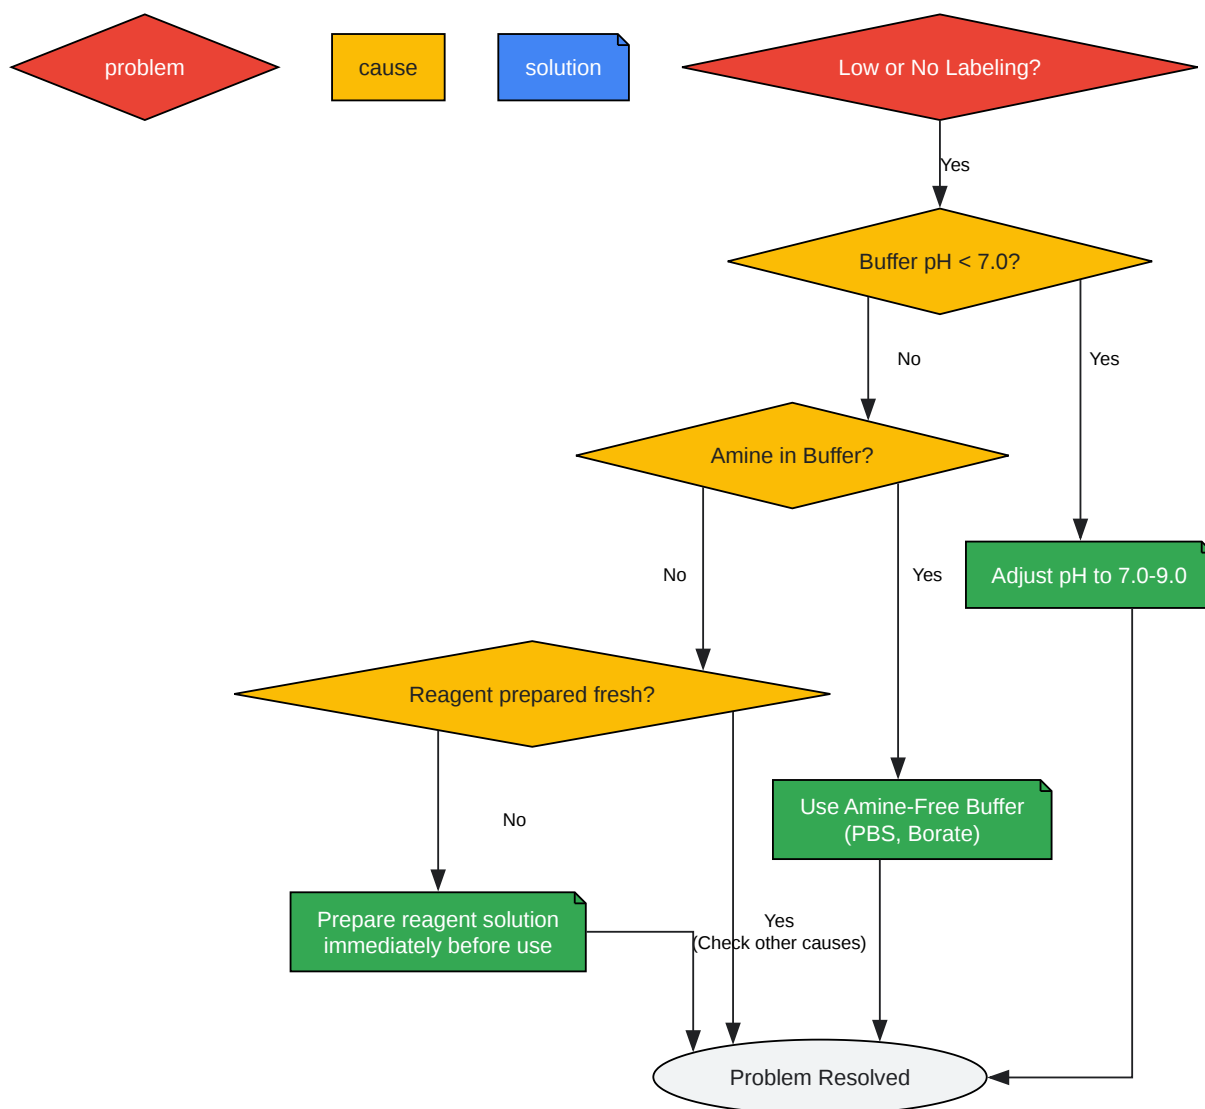 problem
cause
solution
Low or No Labeling?
Yes
Buffer pH < 7.0?
No
Yes
Amine in Buffer?
No
Yes
Adjust pH to 7.0-9.0
Reagent prepared fresh?
No
Use Amine-Free Buffer
(PBS, Borate)
Prepare reagent solution
immediately before use
Yes
(Check other causes)
Problem Resolved